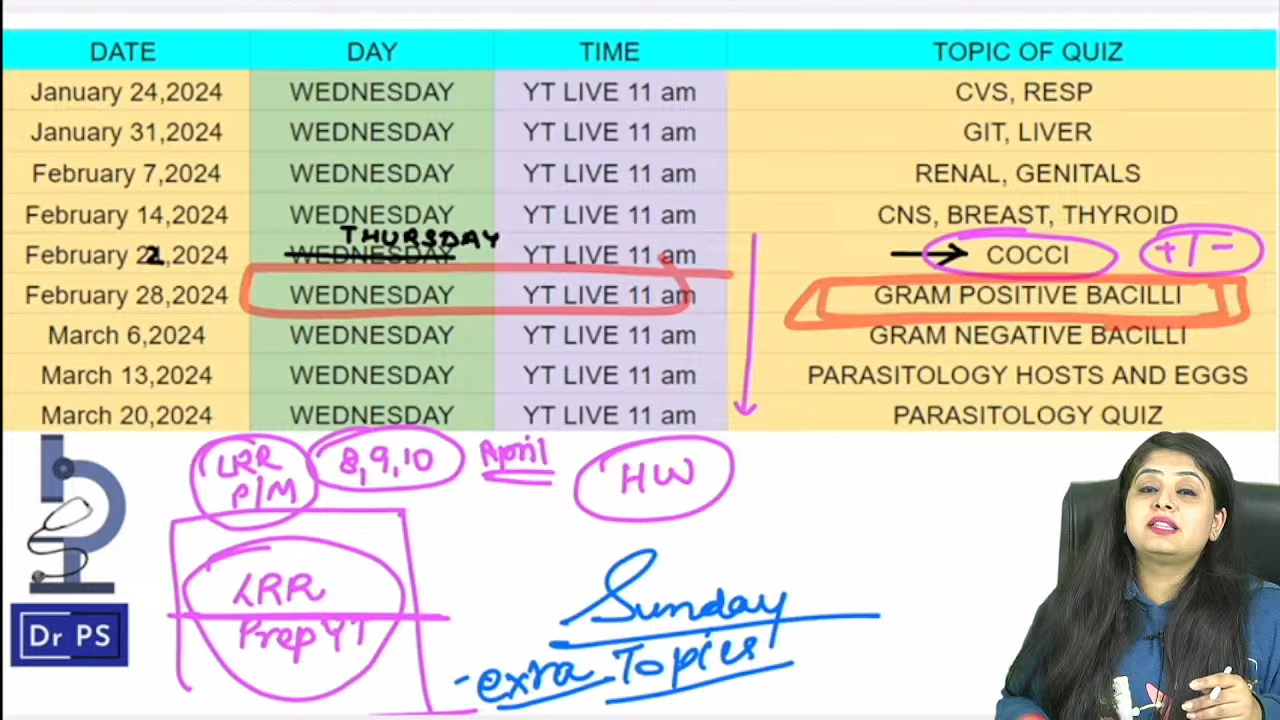 DATE DAY TIME TOPIC OF QUIZ
January 24,2024 WEDNESDAY YT LIVE 11 am CVS, RESP
January 31,2024 WEDNESDAY YT LIVE 11 am GIT, LIVER
February 7,2024 WEDNESDAY YT LIVE 11 am RENAL, GENITALS
February 14,2024 WEDNESDAY YT LIVE 11 am CNS, BREAST, THYROID
THURSDAY
February 22,2024 WEDNESDAY YT LIVE 11 am COCCI +/-
February 28,2024 WEDNESDAY YT LIVE 11 am GRAM POSITIVE BACILLI
March 6,2024 WEDNESDAY YT LIVE 11 am GRAM NEGATIVE BACILLI
March 13,2024 WEDNESDAY YT LIVE 11 am PARASITOLOGY HOSTS AND EGGS
March 20,2024 WEDNESDAY YT LIVE 11 am PARASITOLOGY QUIZ
LRR 8,9,10 April HW
P/M
LRR
Prep YT
Sunday
-exra Topics
Dr PS